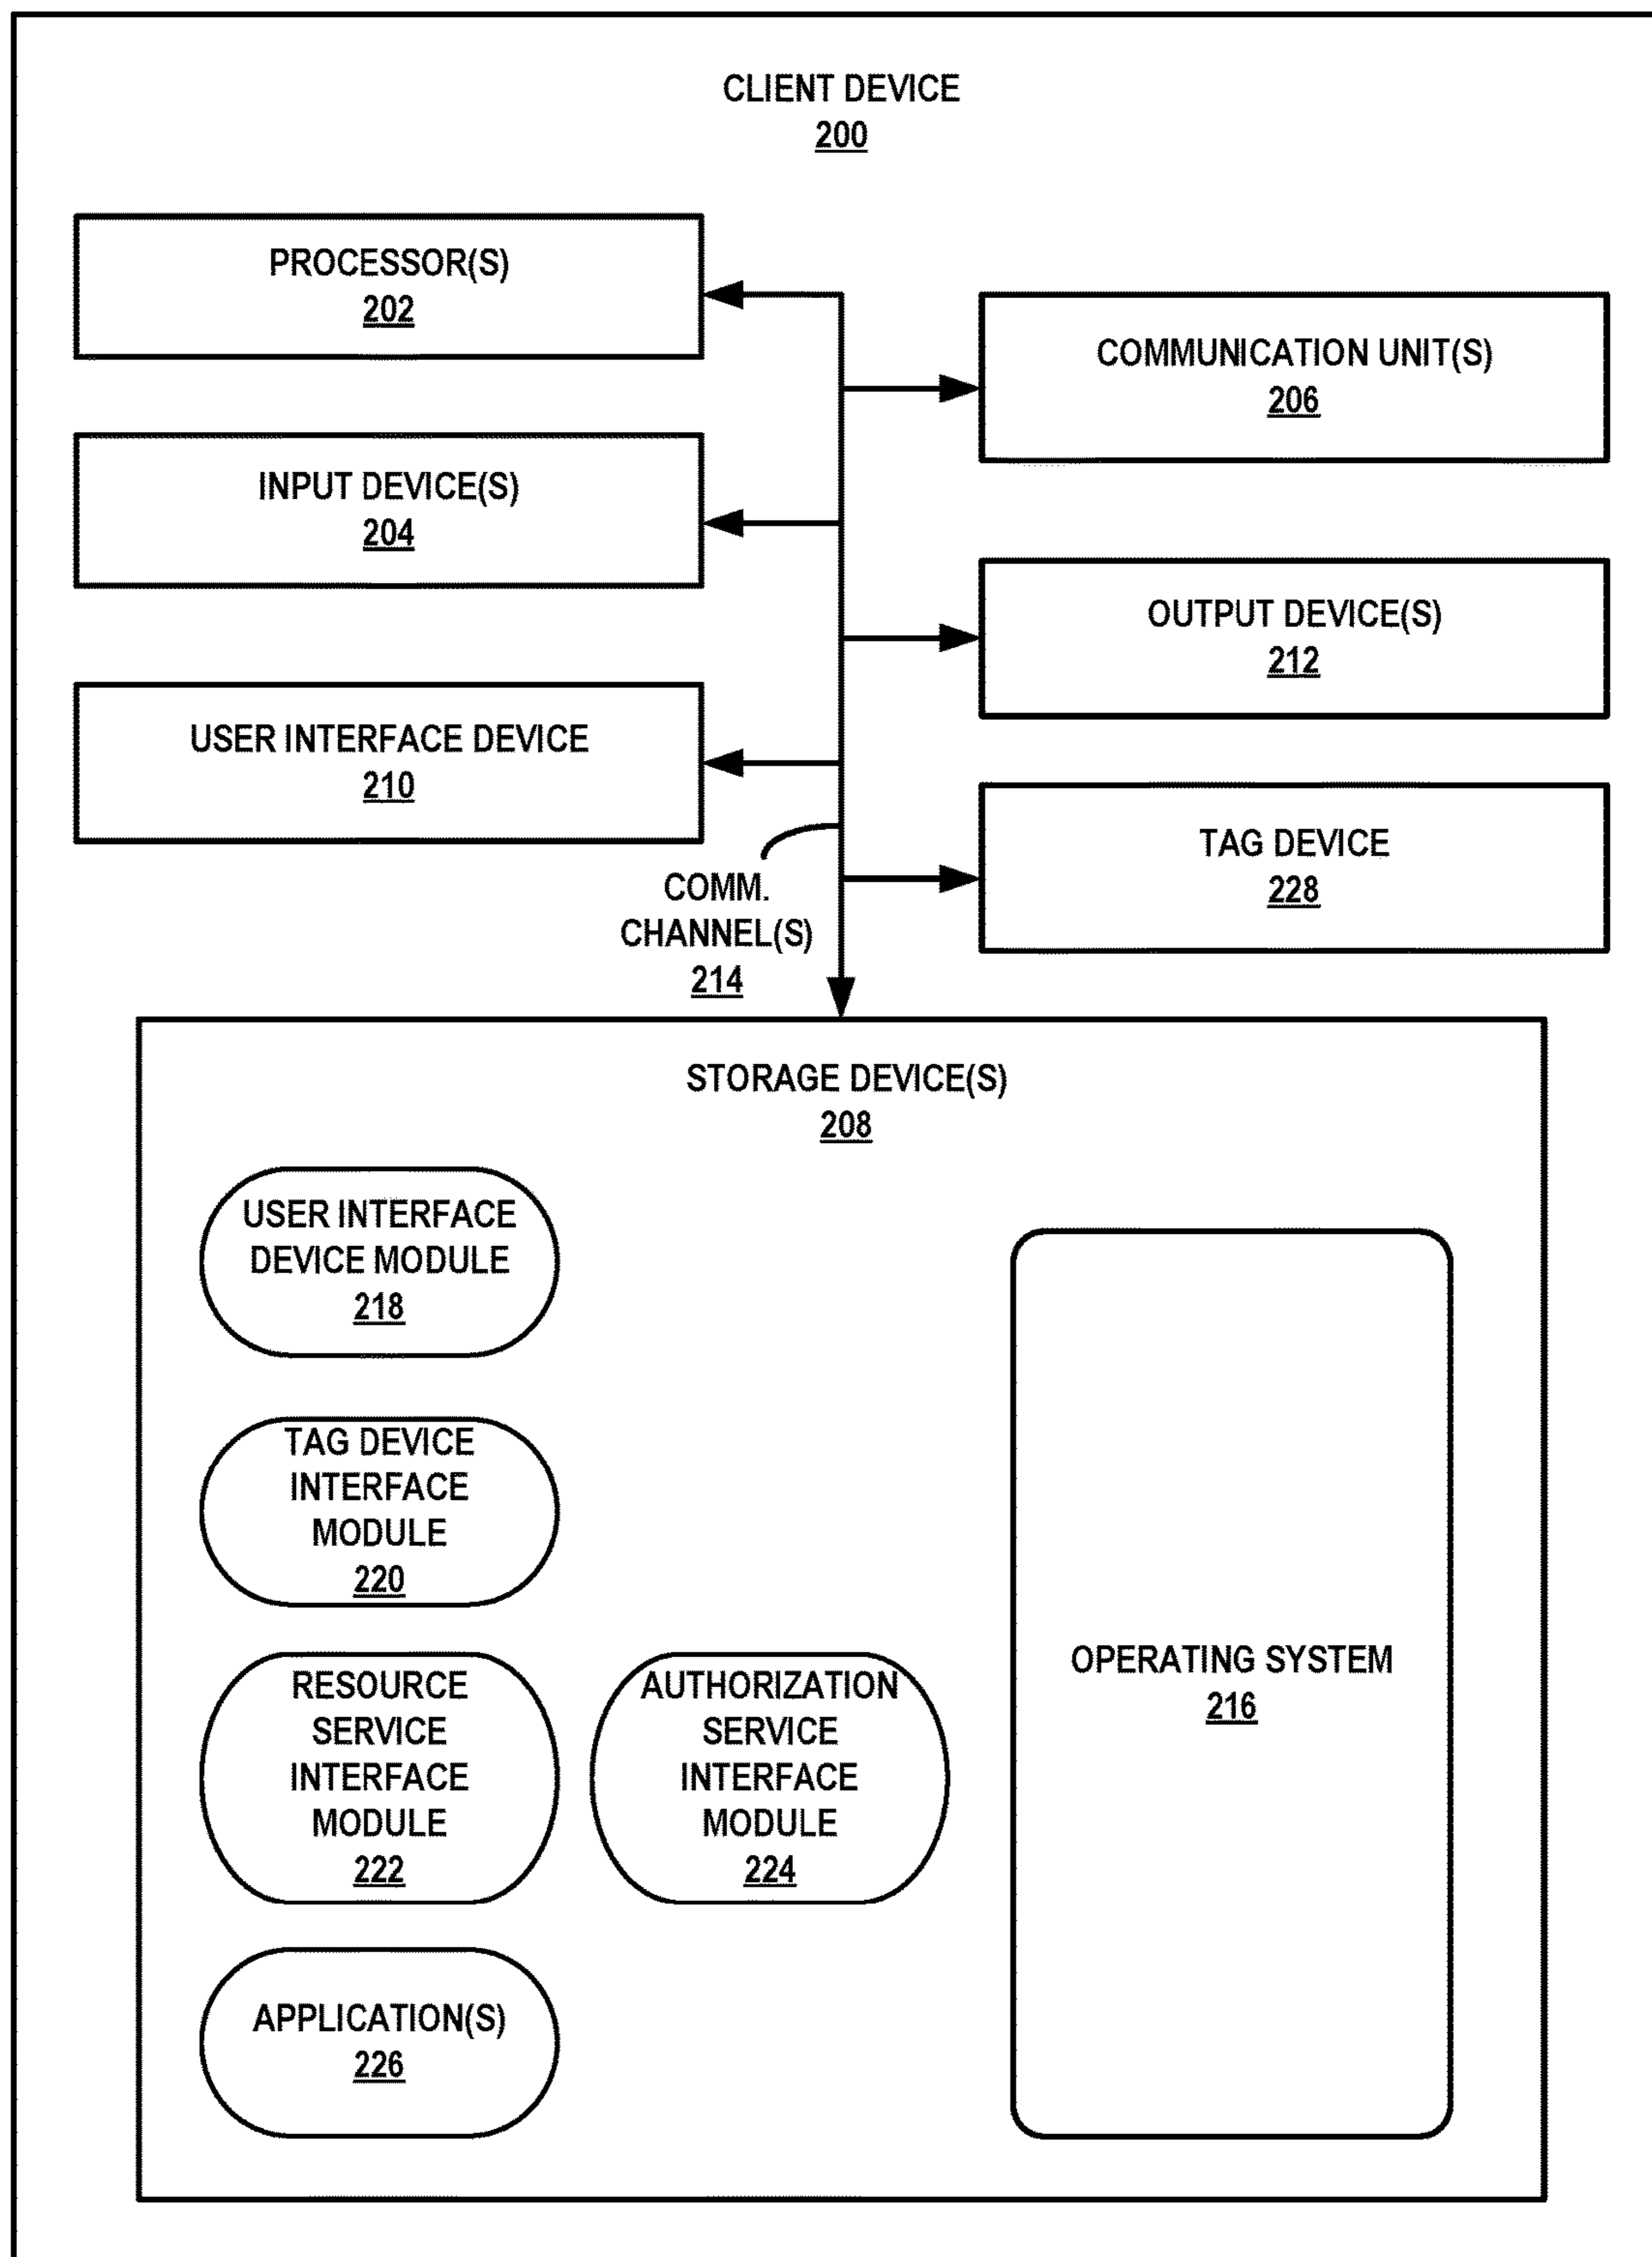 CLIENT DEVICE
200
PROCESSOR(S)
202
COMMUNICATION UNIT(S)
206
INPUT DEVICE(S)
204
OUTPUT DEVICE(S)
212
USER INTERFACE DEVICE
210
TAG DEVICE
228
COMM.
CHANNEL(S)
214
STORAGE DEVICE(S)
208
USER INTERFACE
DEVICE MODULE
218
TAG DEVICE
INTERFACE
MODULE
220
RESOURCE
SERVICE
INTERFACE
MODULE
222
AUTHORIZATION
SERVICE
INTERFACE
MODULE
224
APPLICATION(S)
226
OPERATING SYSTEM
216